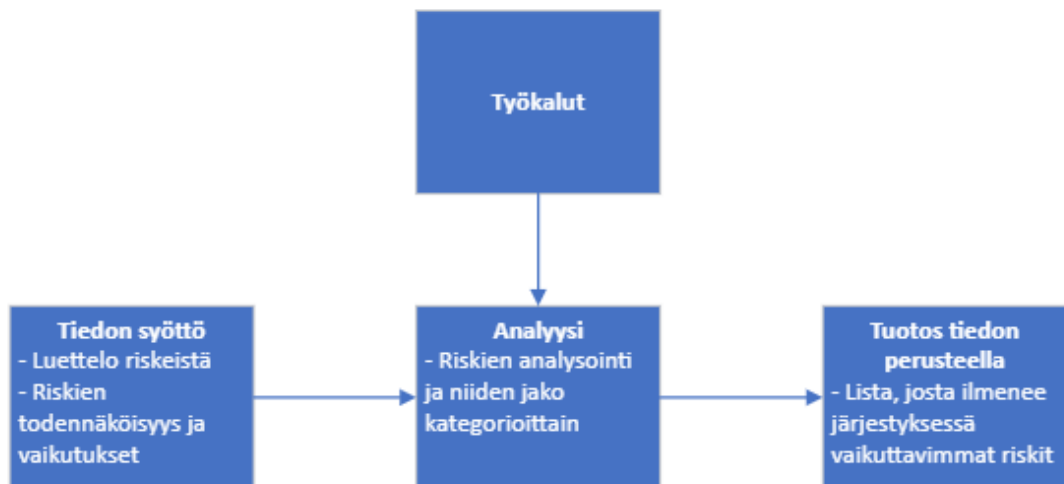 Työkalut
Tiedon syöttö
- Luettelo riskeistä
- Riskien
todennäköisyys ja
vaikutukset
Analyysi
- Riskien analysointi
ja niiden jako
kategorioittain
Tuotos tiedon
perusteella
- Lista, josta ilmenee
järjestyksessä
vaikuttavimmat riskit